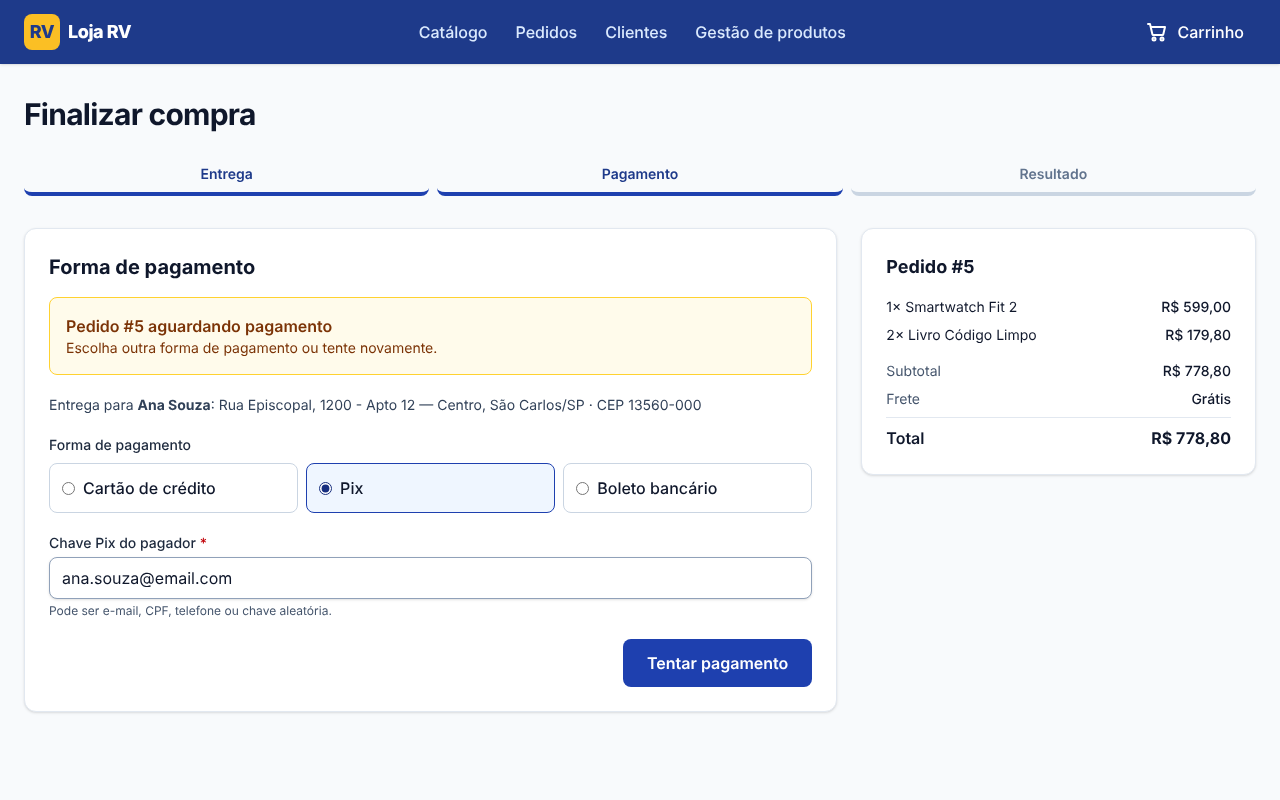 RV Loja RV
Catálogo Pedidos Clientes Gestão de produtos
Carrinho
Finalizar compra
Entrega Pagamento Resultado
Forma de pagamento
Pedido #5 aguardando pagamento
Escolha outra forma de pagamento ou tente novamente.
Entrega para Ana Souza: Rua Episcopal, 1200 - Apto 12 — Centro, São Carlos/SP · CEP 13560-000
Forma de pagamento
Cartão de crédito Pix Boleto bancário
Chave Pix do pagador *
ana.souza@email.com
Pode ser e-mail, CPF, telefone ou chave aleatória.
Tentar pagamento
Pedido #5
1× Smartwatch Fit 2 R$ 599,00
2× Livro Código Limpo R$ 179,80
Subtotal R$ 778,80
Frete Grátis
Total R$ 778,80